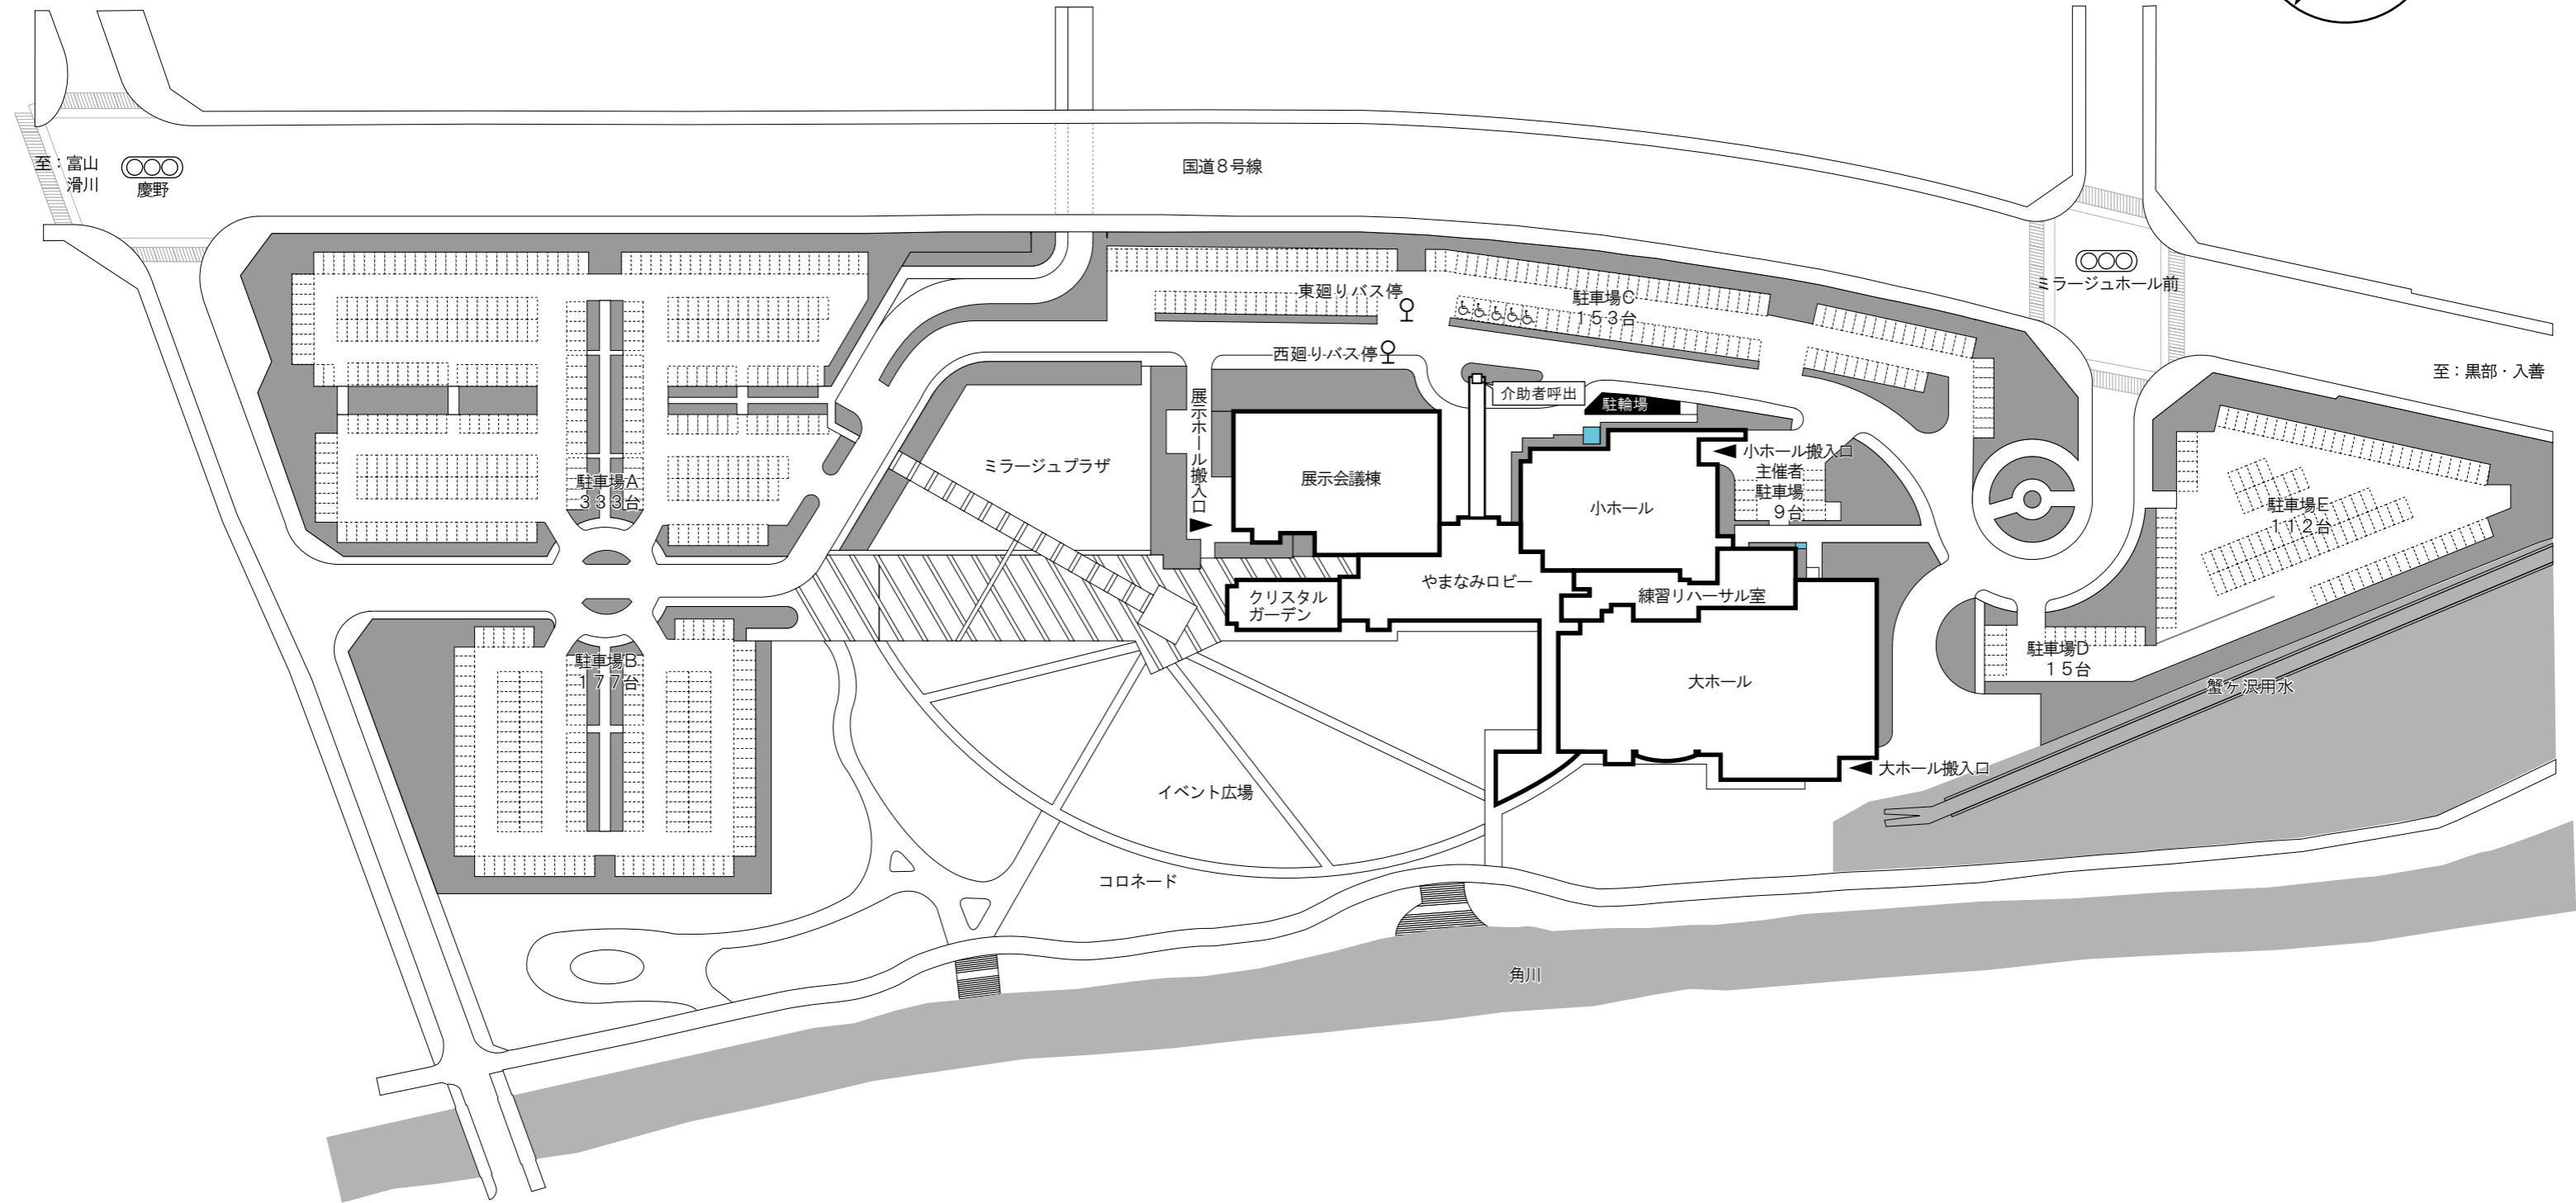 国道８号線
至：富山
滑川
慶野
ミラージュホール前
至：黒部・入善
東廻りバス停
西廻りバス停
駐車場C
１５３台
介助者呼出
駐輪場
展示ホール搬入口
ミラージュプラザ
展示会議棟
小ホール
小ホール搬入口
主催者
駐車場
９台
駐車場A
３３３台
駐車場E
１１２台
やまなみロビー
クリスタル
ガーデン
練習リハーサル室
駐車場B
１７７台
駐車場D
１５台
大ホール
蟹ヶ沢用水
大ホール搬入口
イベント広場
コロネード
角川